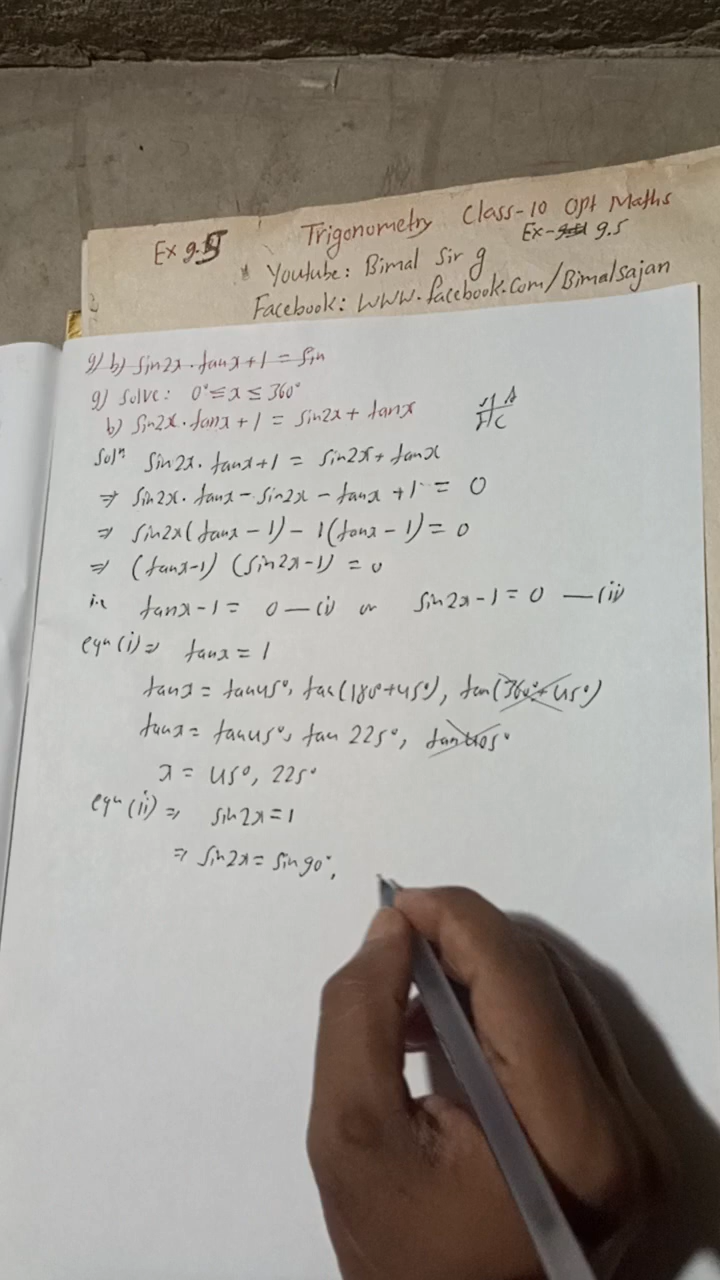 Ex 9.5
Trigonometry Class-10 Opt Maths
Ex- 9.5
Youtube: Bimal Sir g
Facebook: www.facebook.com/Bimalsajan
g) b) sin2x . tanx + 1 = sin
g) solve: 0° ≤ x ≤ 360°
b) sin2x . tanx + 1 = sin2x + tanx
Solⁿ sin2x . tanx + 1 = sin2x + tanx
⇒ sin2x . tanx - sin2x - tanx + 1 = 0
⇒ sin2x (tanx - 1) - 1(tanx - 1) = 0
⇒ (tanx-1) (sin2x-1) = 0
tanx - 1 = 0 — (i) or sin2x - 1 = 0 — (ii)
eqⁿ (i) ⇒ tanx = 1
tanx = tan45°, tan(180°+45°), tan(360°+45°)
tanx = tan45°, tan 225°, tan405°
x = 45°, 225°
eqⁿ (ii) ⇒ sin2x = 1
⇒ sin2x = sin90°,